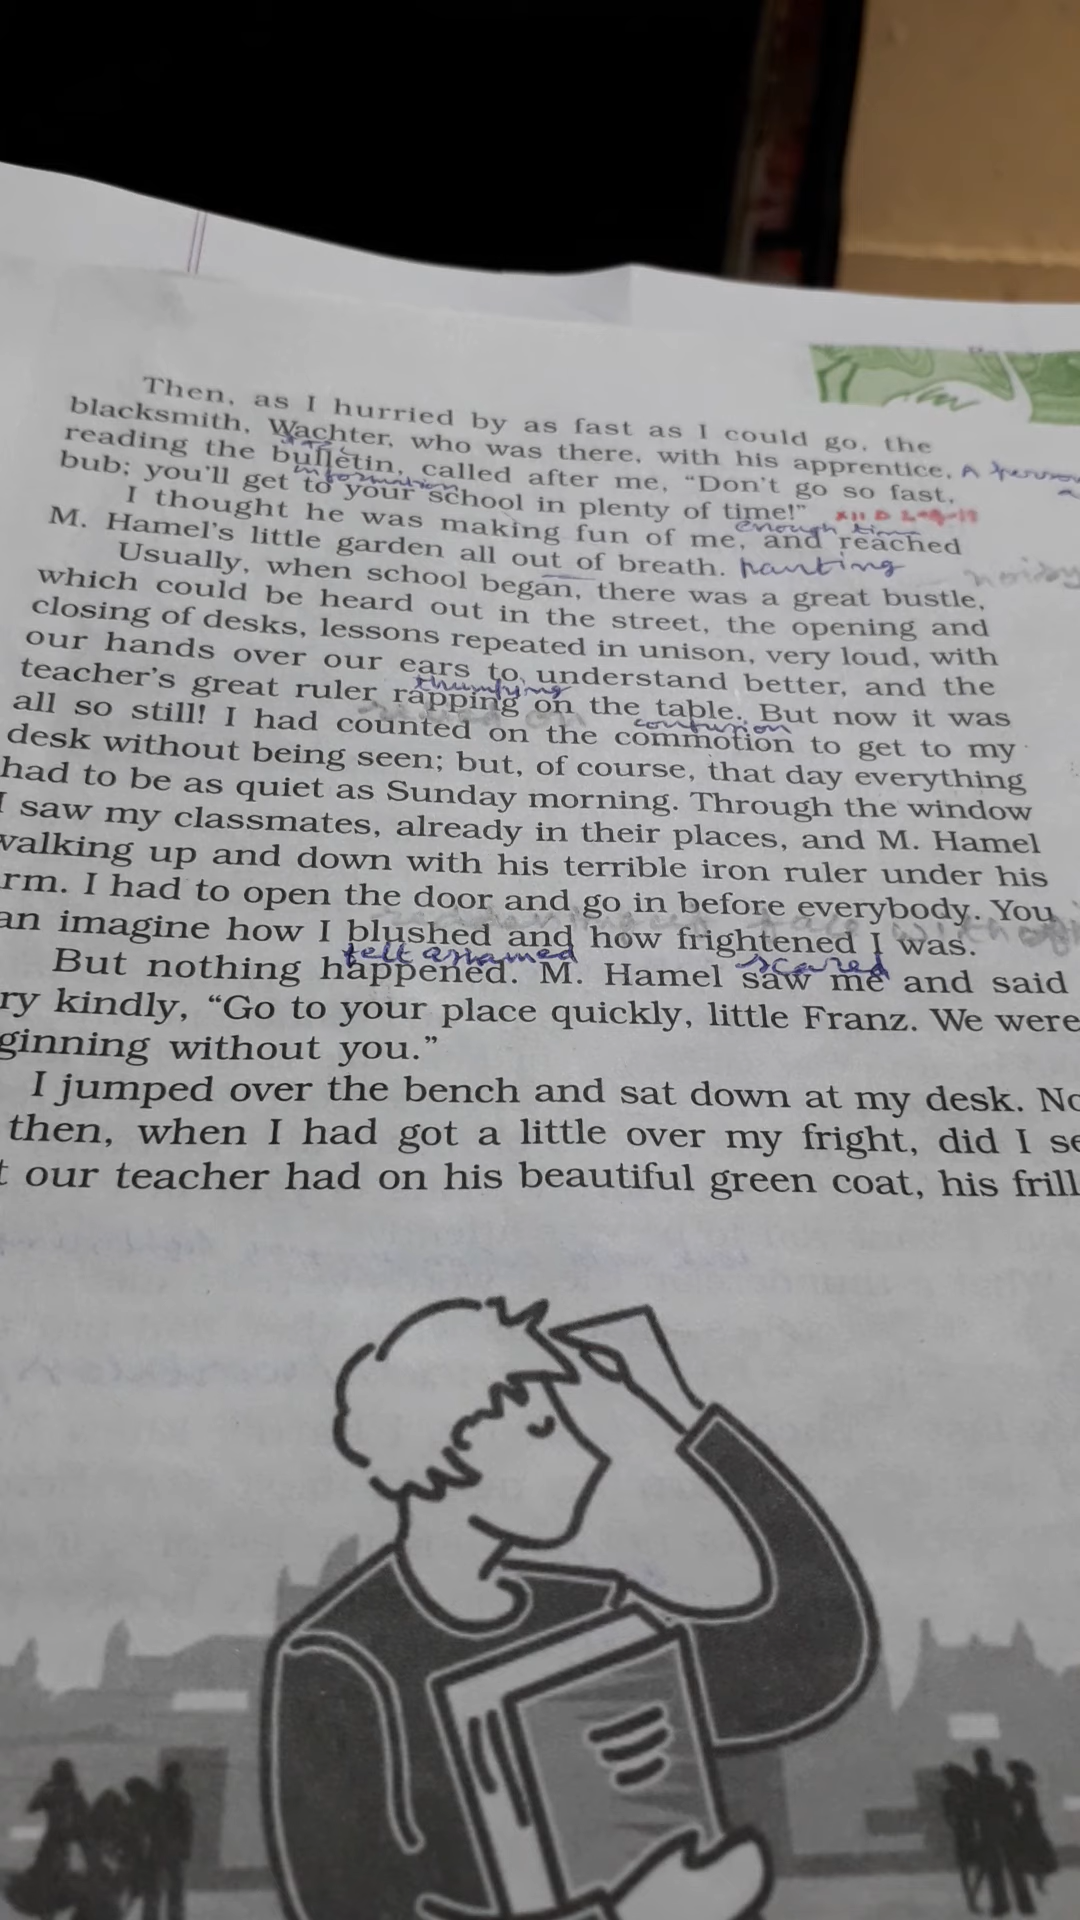 Then, as I hurried by as fast as I could go, the
blacksmith, Wachter, who was there, with his apprentice, A
reading the bulletin, called after me, "Don't go so fast,
information
bub; you'll get to your school in plenty of time!"
enough time
I thought he was making fun of me, and reached
M. Hamel's little garden all out of breath. panting
noisy
Usually, when school began, there was a great bustle,
which could be heard out in the street, the opening and
closing of desks, lessons repeated in unison, very loud, with
our hands over our ears to understand better, and the
thumping
teacher's great ruler rapping on the table. But now it was
confusion
all so still! I had counted on the commotion to get to my
desk without being seen; but, of course, that day everything
had to be as quiet as Sunday morning. Through the window
I saw my classmates, already in their places, and M. Hamel
walking up and down with his terrible iron ruler under his
rm. I had to open the door and go in before everybody. You
an imagine how I blushed and how frightened I was.
felt ashamed scared
But nothing happened. M. Hamel saw me and said
ry kindly, "Go to your place quickly, little Franz. We were
ginning without you."
I jumped over the bench and sat down at my desk. No
then, when I had got a little over my fright, did I se
t our teacher had on his beautiful green coat, his frill